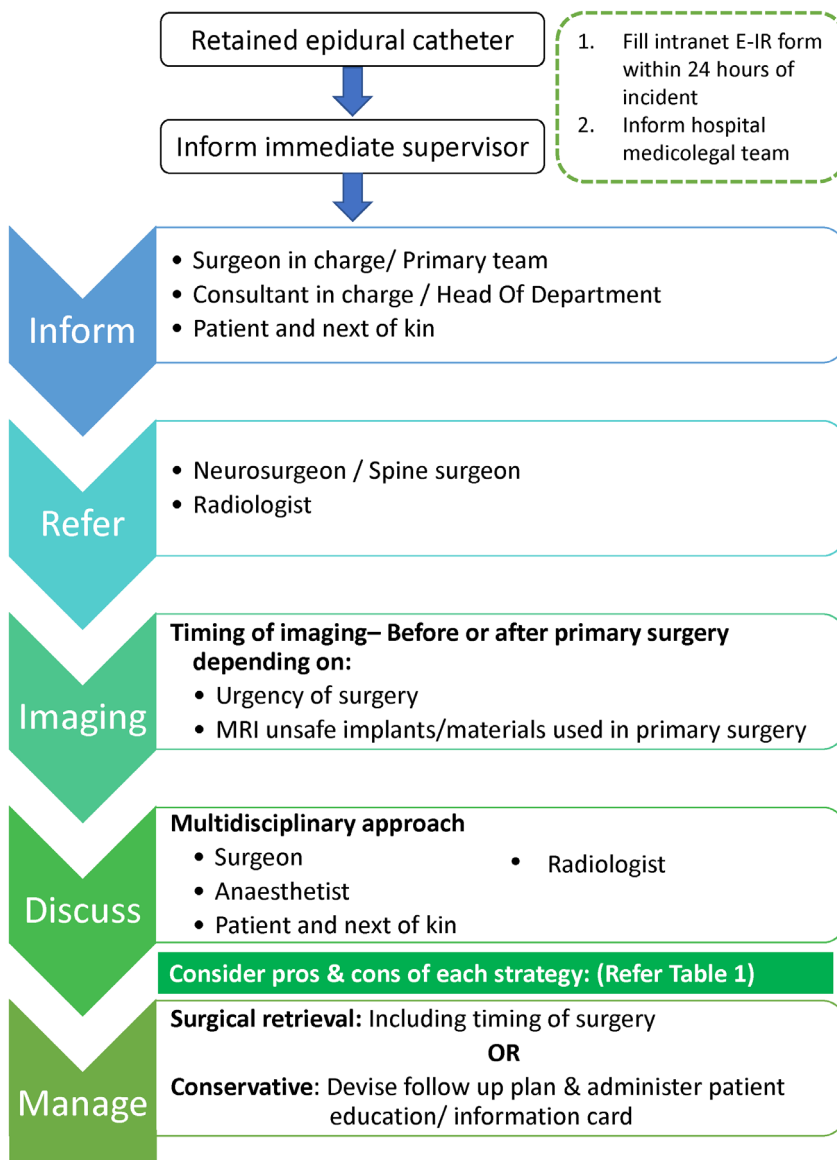 Retained epidural catheter
1. Fill intranet E-IR form
within 24 hours of
incident
2. Inform hospital
medicolegal team
Inform immediate supervisor
Inform
• Surgeon in charge/ Primary team
• Consultant in charge / Head Of Department
• Patient and next of kin
Refer
• Neurosurgeon / Spine surgeon
• Radiologist
Imaging
Timing of imaging– Before or after primary surgery
depending on:
• Urgency of surgery
• MRI unsafe implants/materials used in primary surgery
Discuss
Multidisciplinary approach
• Surgeon
• Anaesthetist
• Patient and next of kin
• Radiologist
Consider pros & cons of each strategy: (Refer Table 1)
Manage
Surgical retrieval: Including timing of surgery
OR
Conservative: Devise follow up plan & administer patient
education/ information card